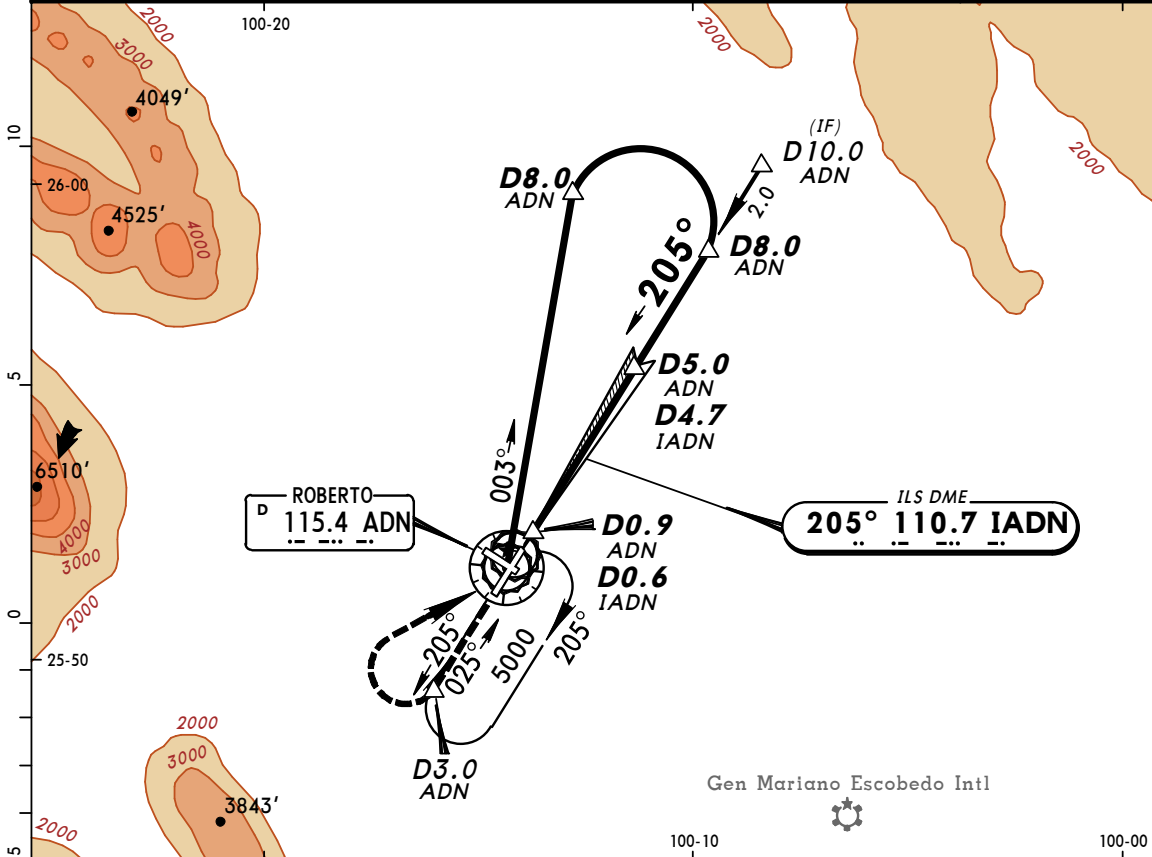 100-20
2000
3000
2000
4049'
10
26-00
4525'
4000
(IF)
D10.0
ADN
2.0
2000
D8.0
ADN
D8.0
ADN
205°
D5.0
ADN
D4.7
IADN
5
003°
6510'
4000
3000
2000
ROBERTO
D 115.4 ADN
ILS DME
205° 110.7 IADN
D0.9
ADN
D0.6
IADN
0
25-50
205°
025°
5000
205°
D3.0
ADN
2000
3000
3843'
2000
5
Gen Mariano Escobedo Intl
100-10
100-00